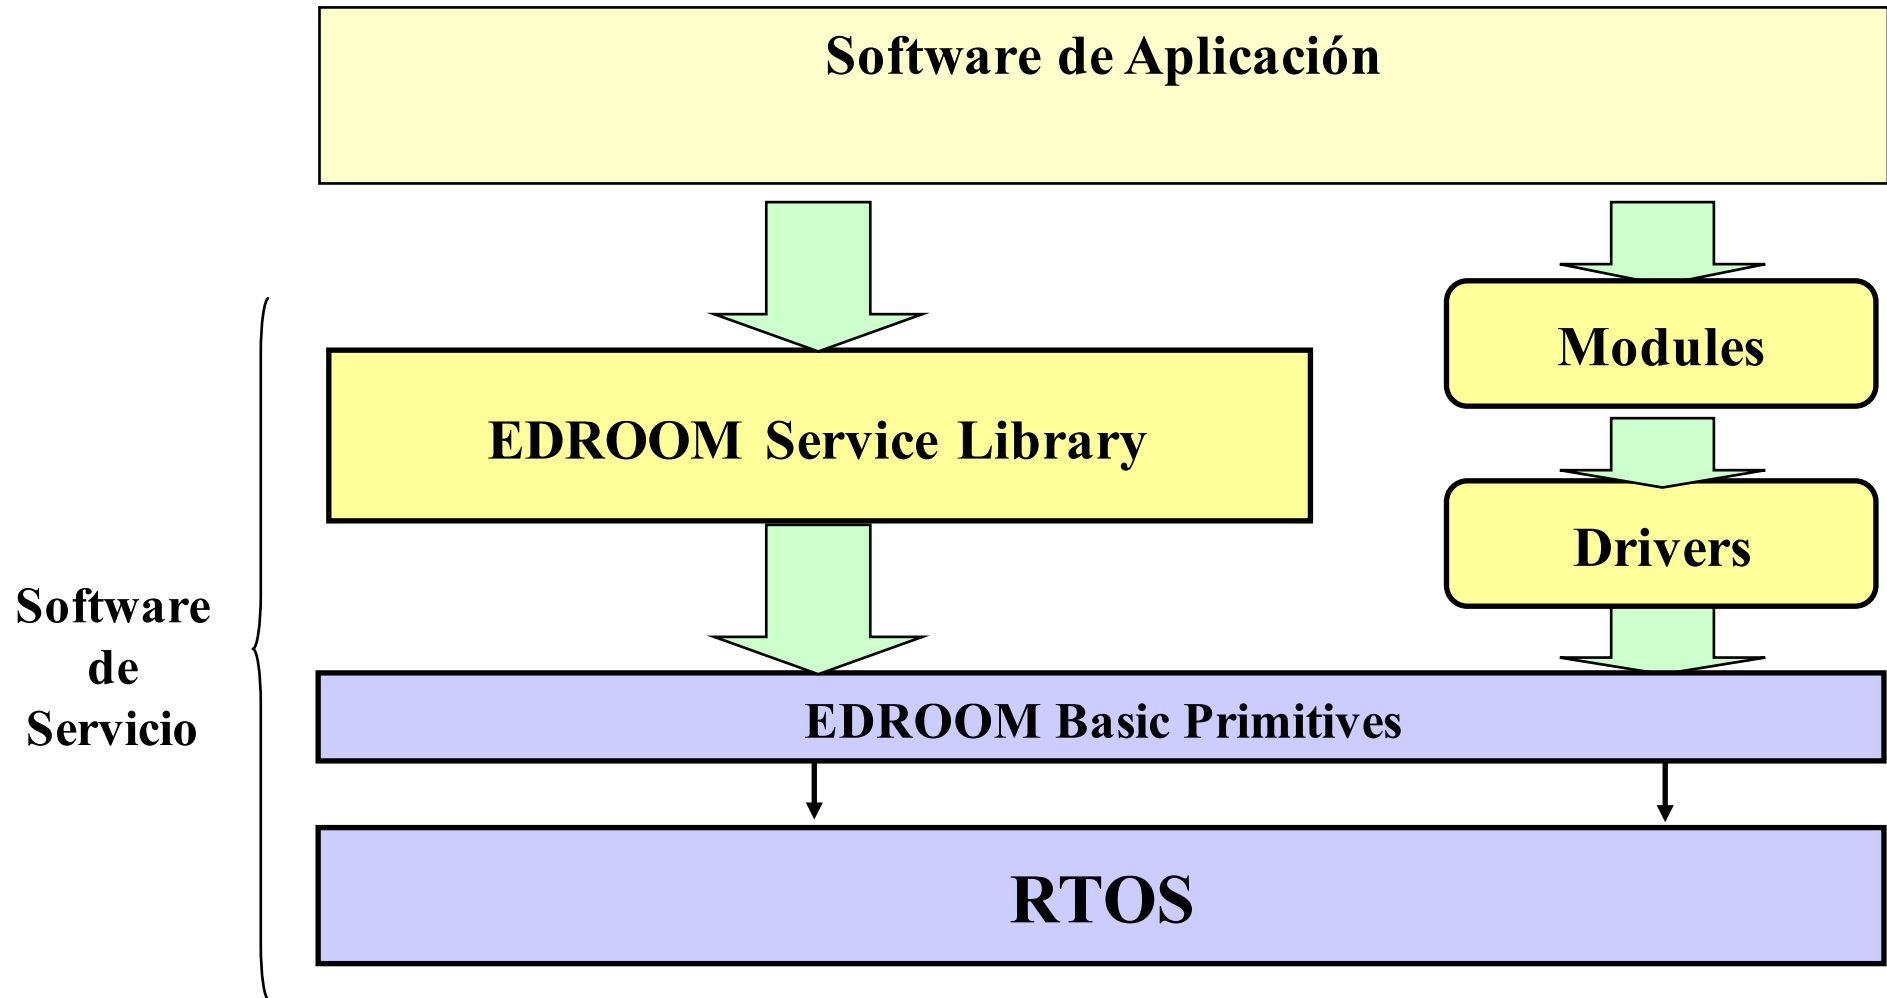 Software de Aplicación
Modules
EDROOM Service Library
Drivers
Software
de
Servicio
EDROOM Basic Primitives
RTOS